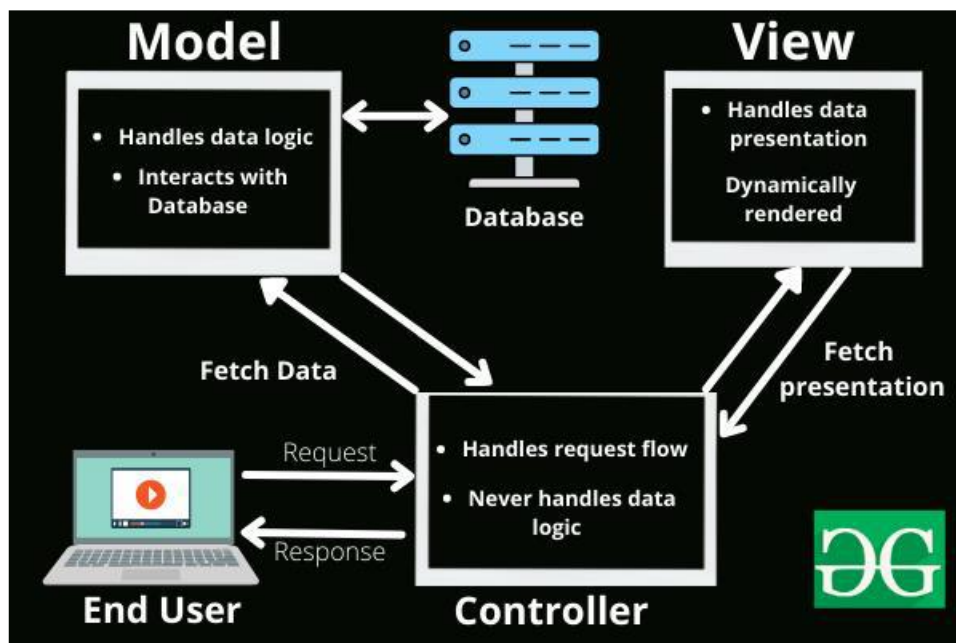 Model
View
• Handles data logic
• Interacts with
Database
Database
• Handles data
presentation
Dynamically
rendered
Fetch Data
Fetch
presentation
Request
Response
• Handles request flow
• Never handles data
logic
End User
Controller
GG